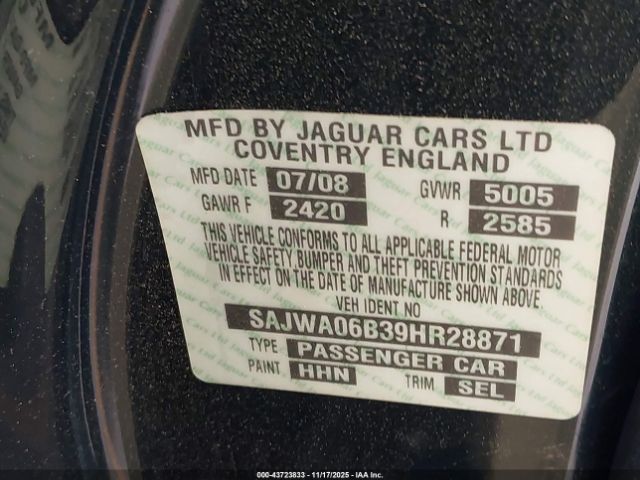 MFD BY JAGUAR CARS LTD
COVENTRY ENGLAND
MFD DATE 07/08 GVWR 5005
GAWR F 2420 R 2585
THIS VEHICLE CONFORMS TO ALL APPLICABLE FEDERAL MOTOR
VEHICLE SAFETY BUMPER AND THEFT PREVENTION STANDARDS
IN EFFECT ON THE DATE OF MANUFACTURE SHOWN ABOVE.
VEH IDENT NO
SAJWA06B39HR28871
TYPE PASSENGER CAR
PAINT HHN TRIM SEL
000-43723833 - 11/17/2025 - IAA Inc.